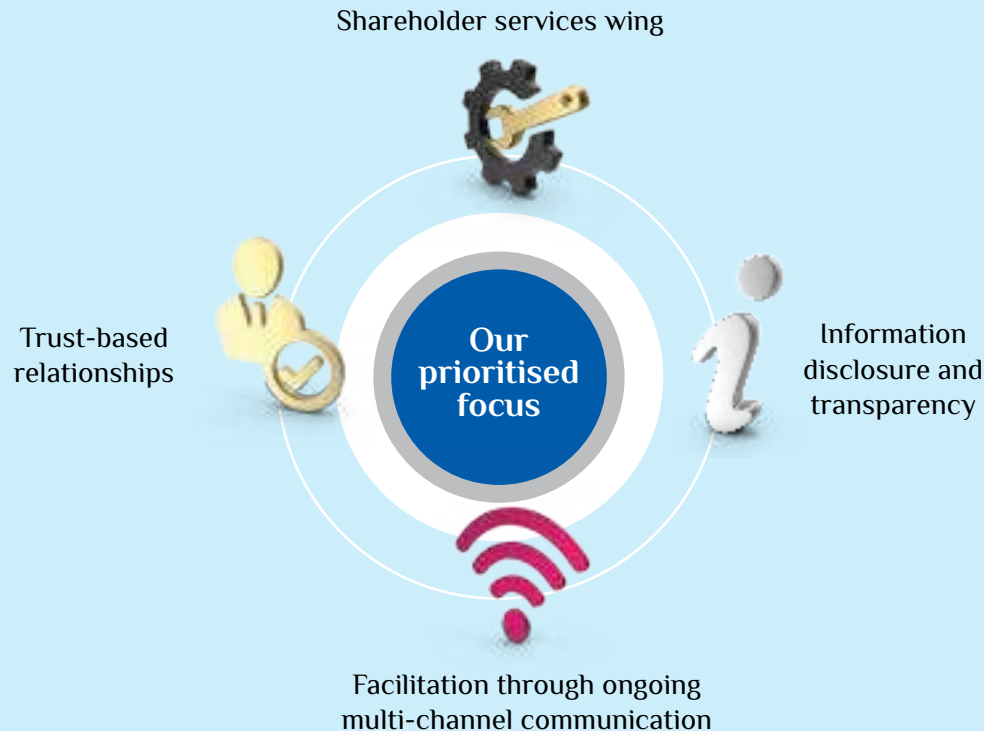 Shareholder services wing
Trust-based
relationships
Our
prioritised
focus
Information
disclosure and
transparency
Facilitation through ongoing
multi-channel communication